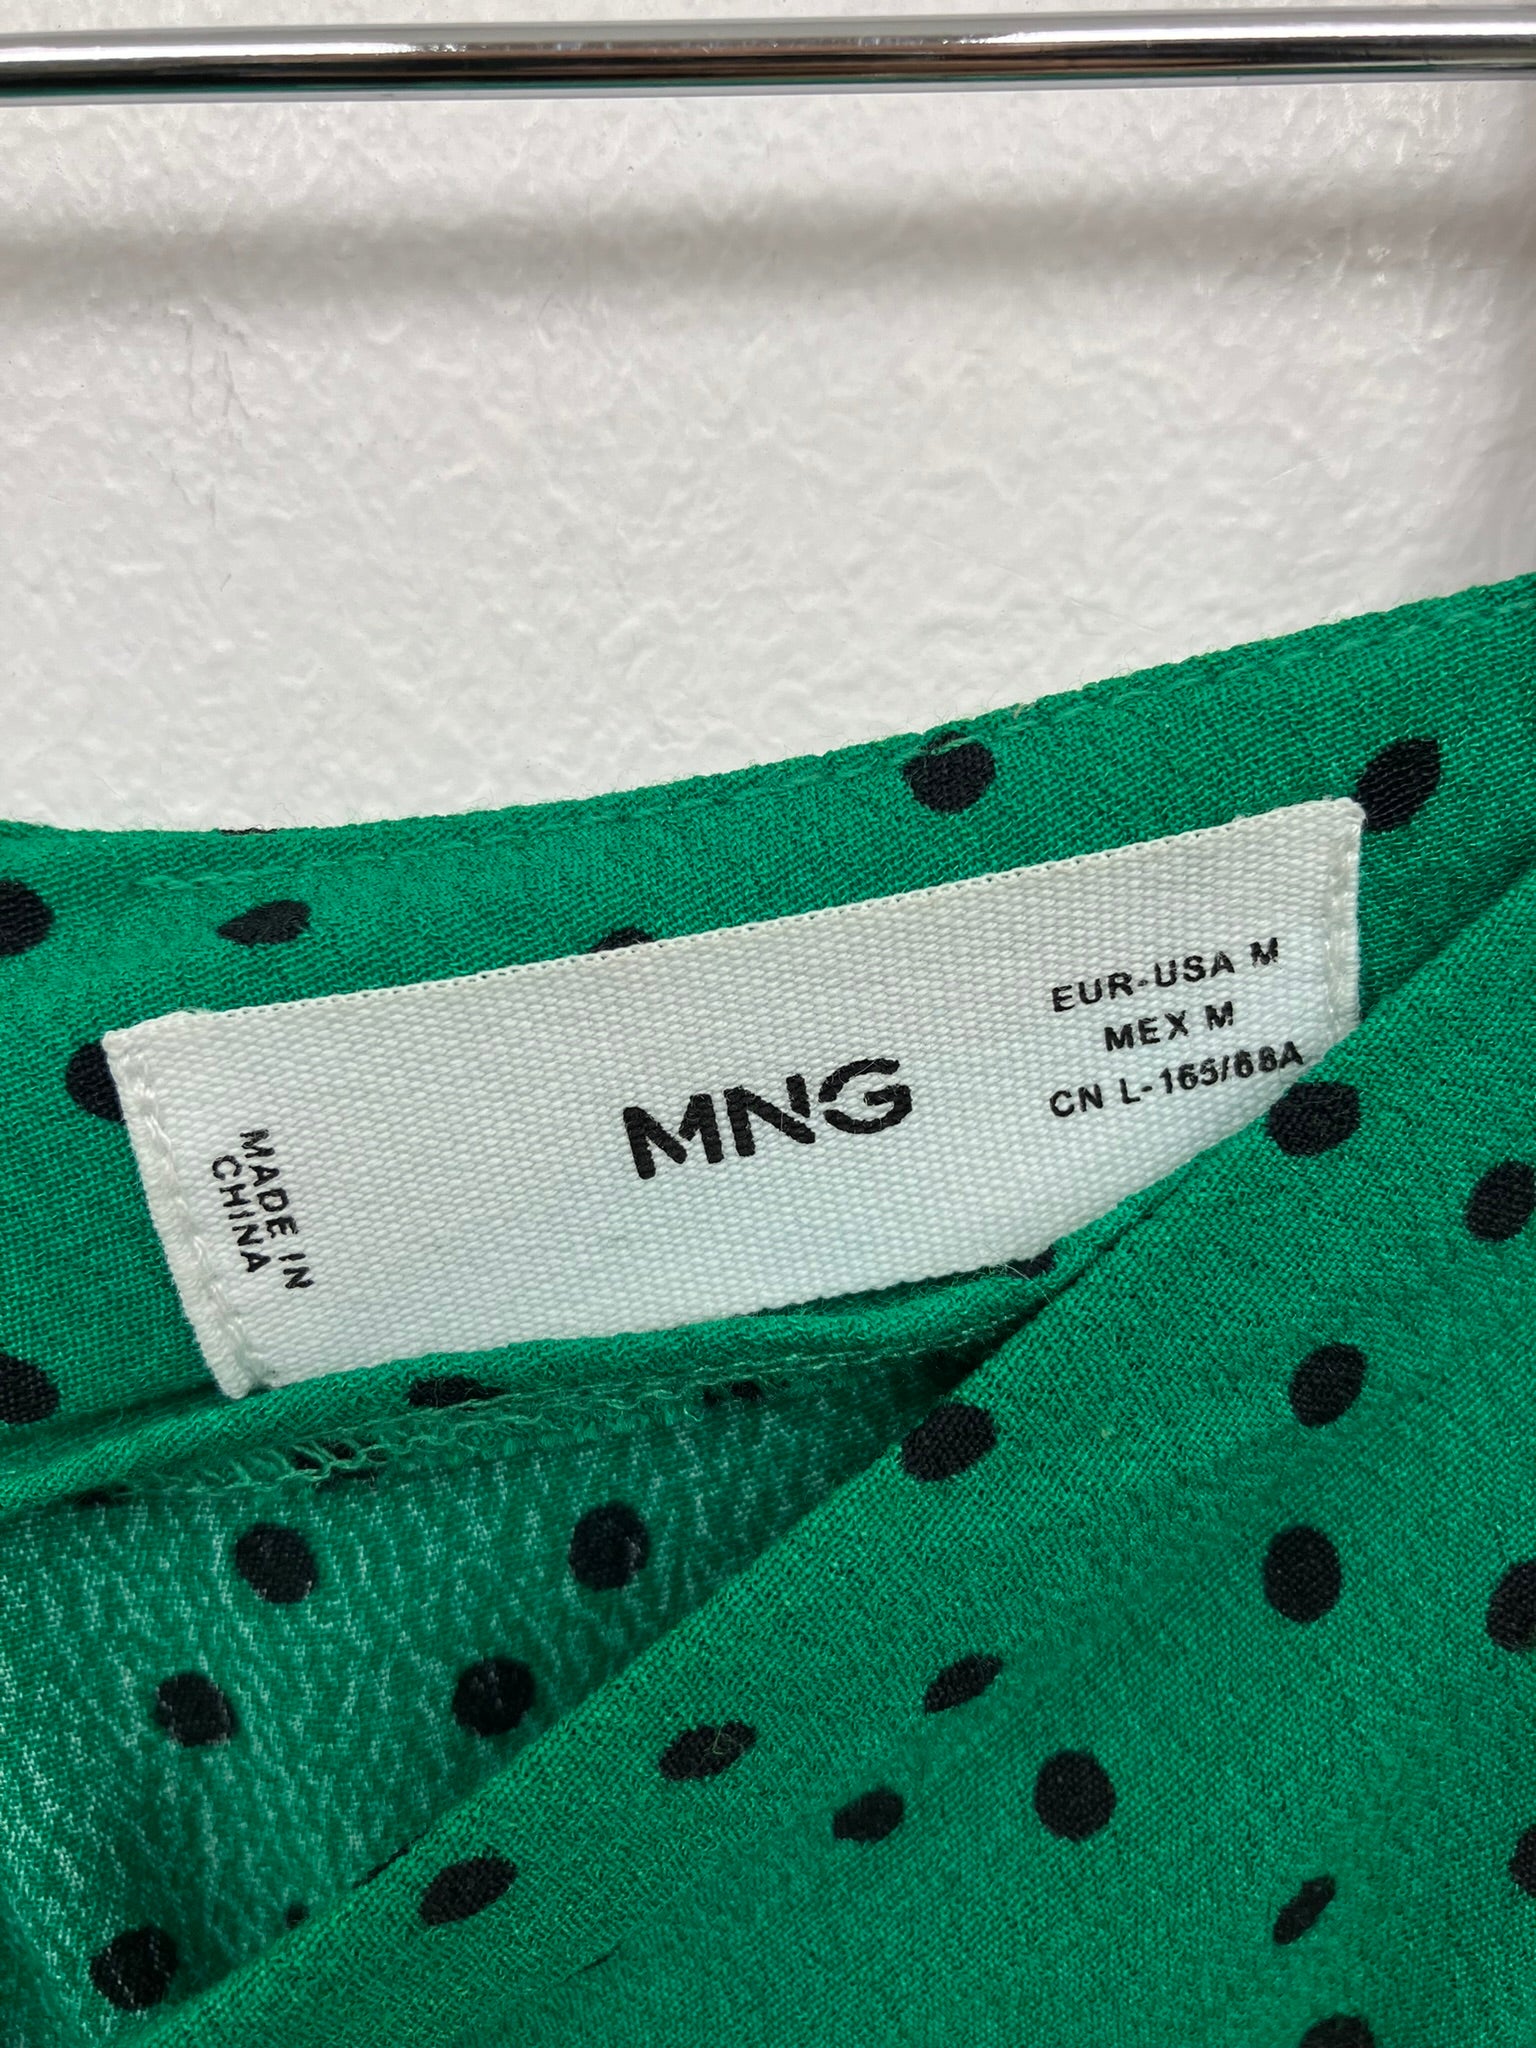 MNG
EUR-USA M
MEX M
CN L-165/68A
MADE IN
CHINA